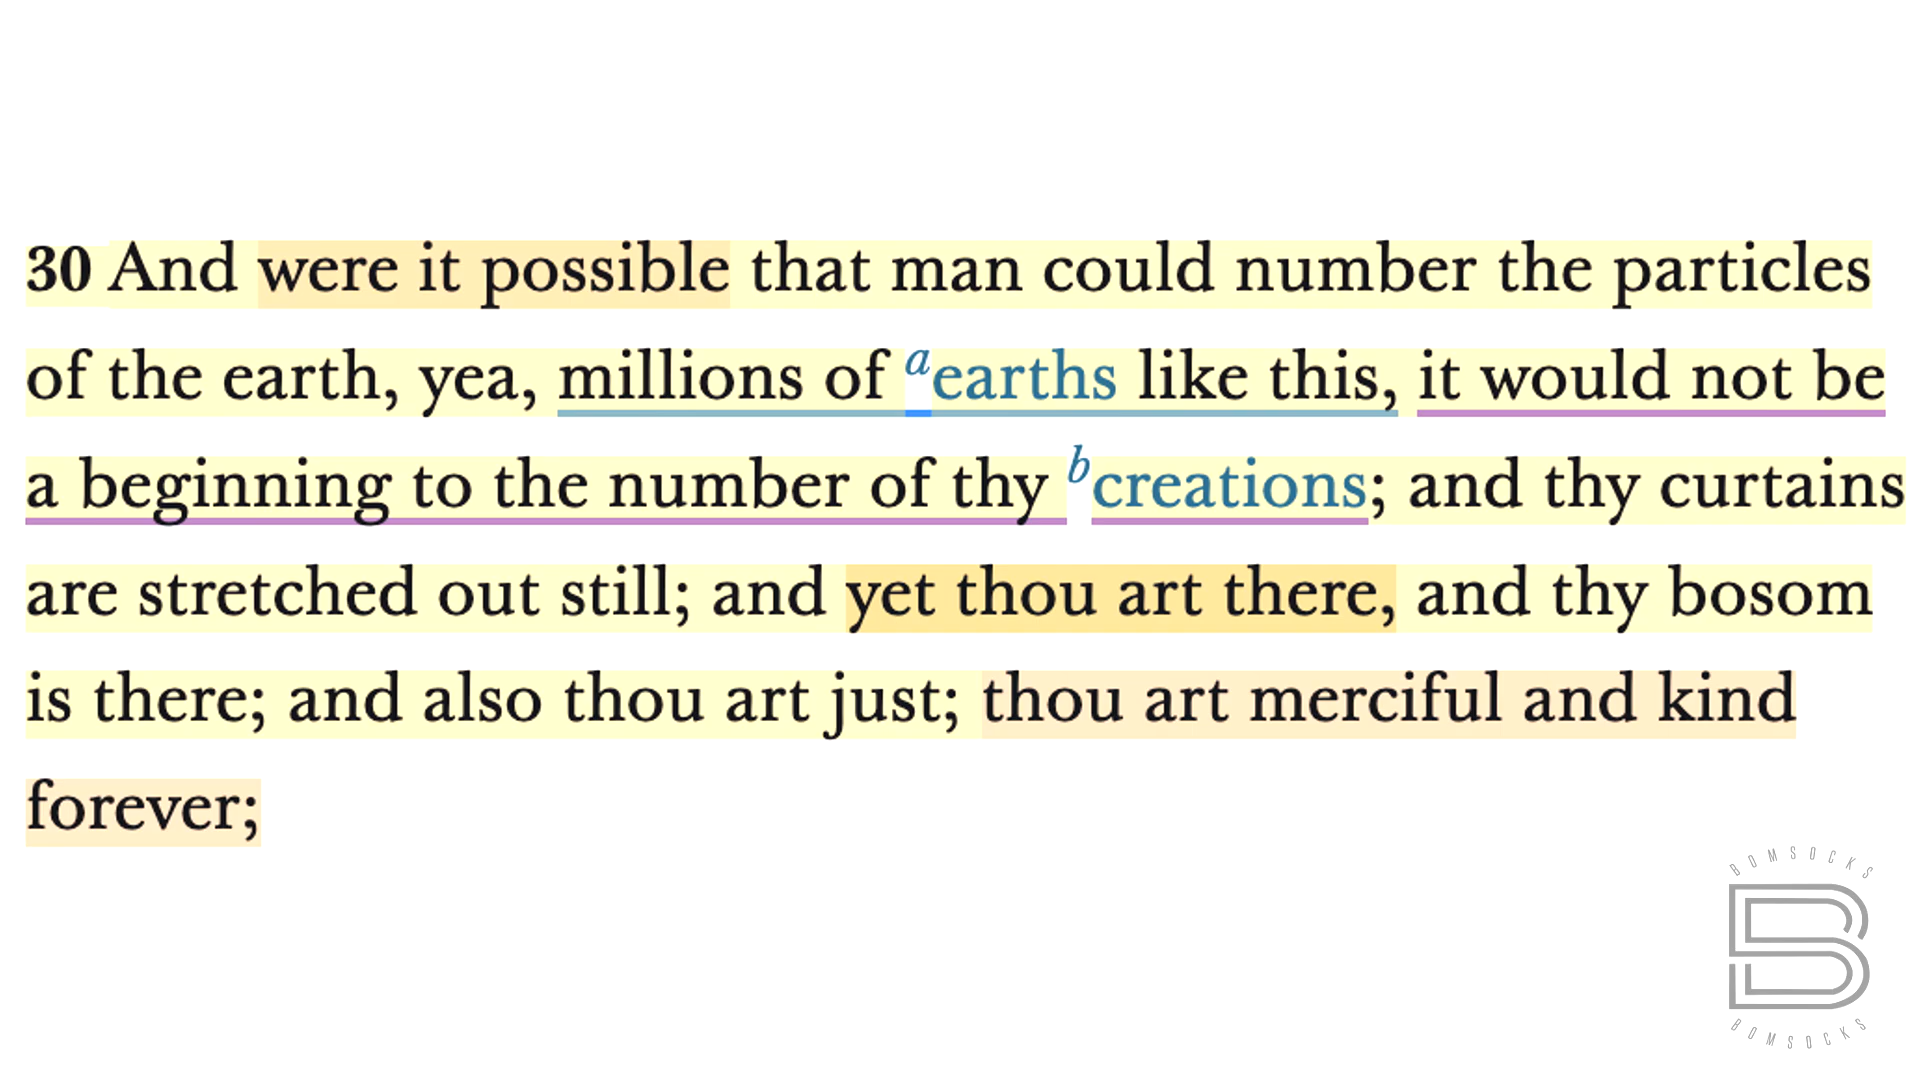 30 And were it possible that man could number the particles
of the earth, yea, millions of a earths like this, it would not be
a beginning to the number of thy b creations; and thy curtains
are stretched out still; and yet thou art there, and thy bosom
is there; and also thou art just; thou art merciful and kind
forever;
BOMSOCKS
B
BOMSOCKS